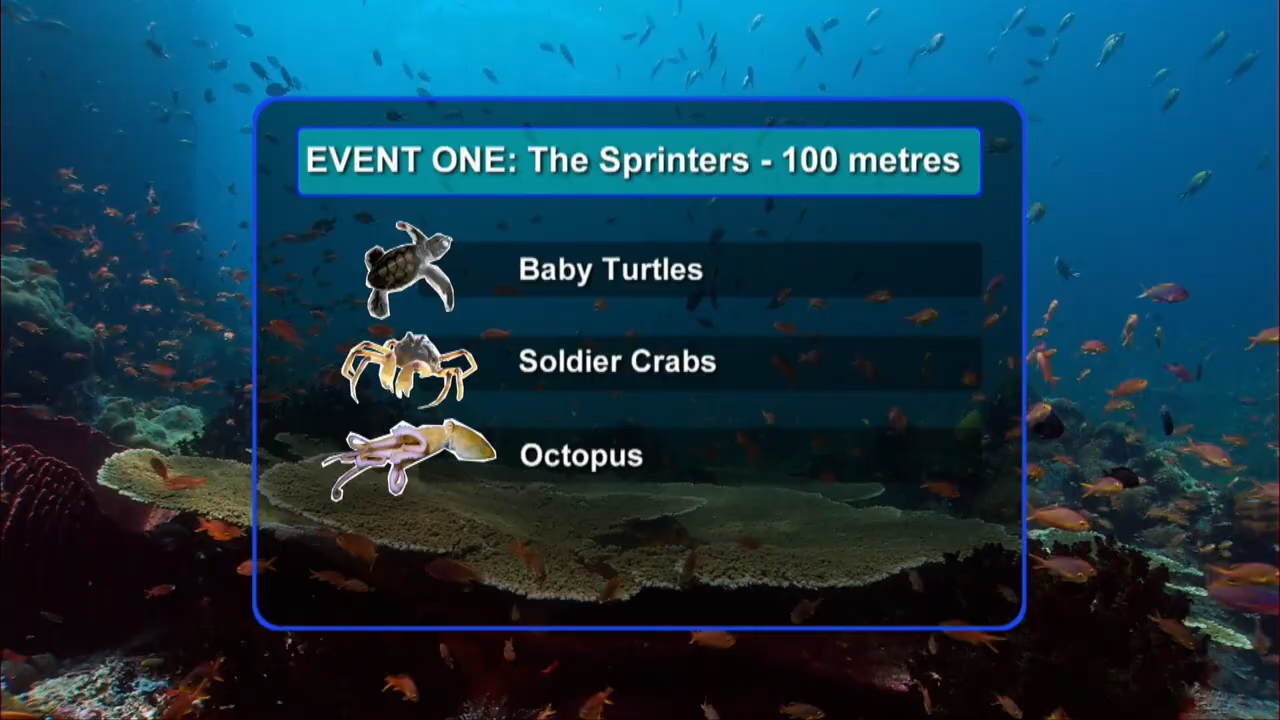 EVENT ONE: The Sprinters - 100 metres
Baby Turtles
Soldier Crabs
Octopus